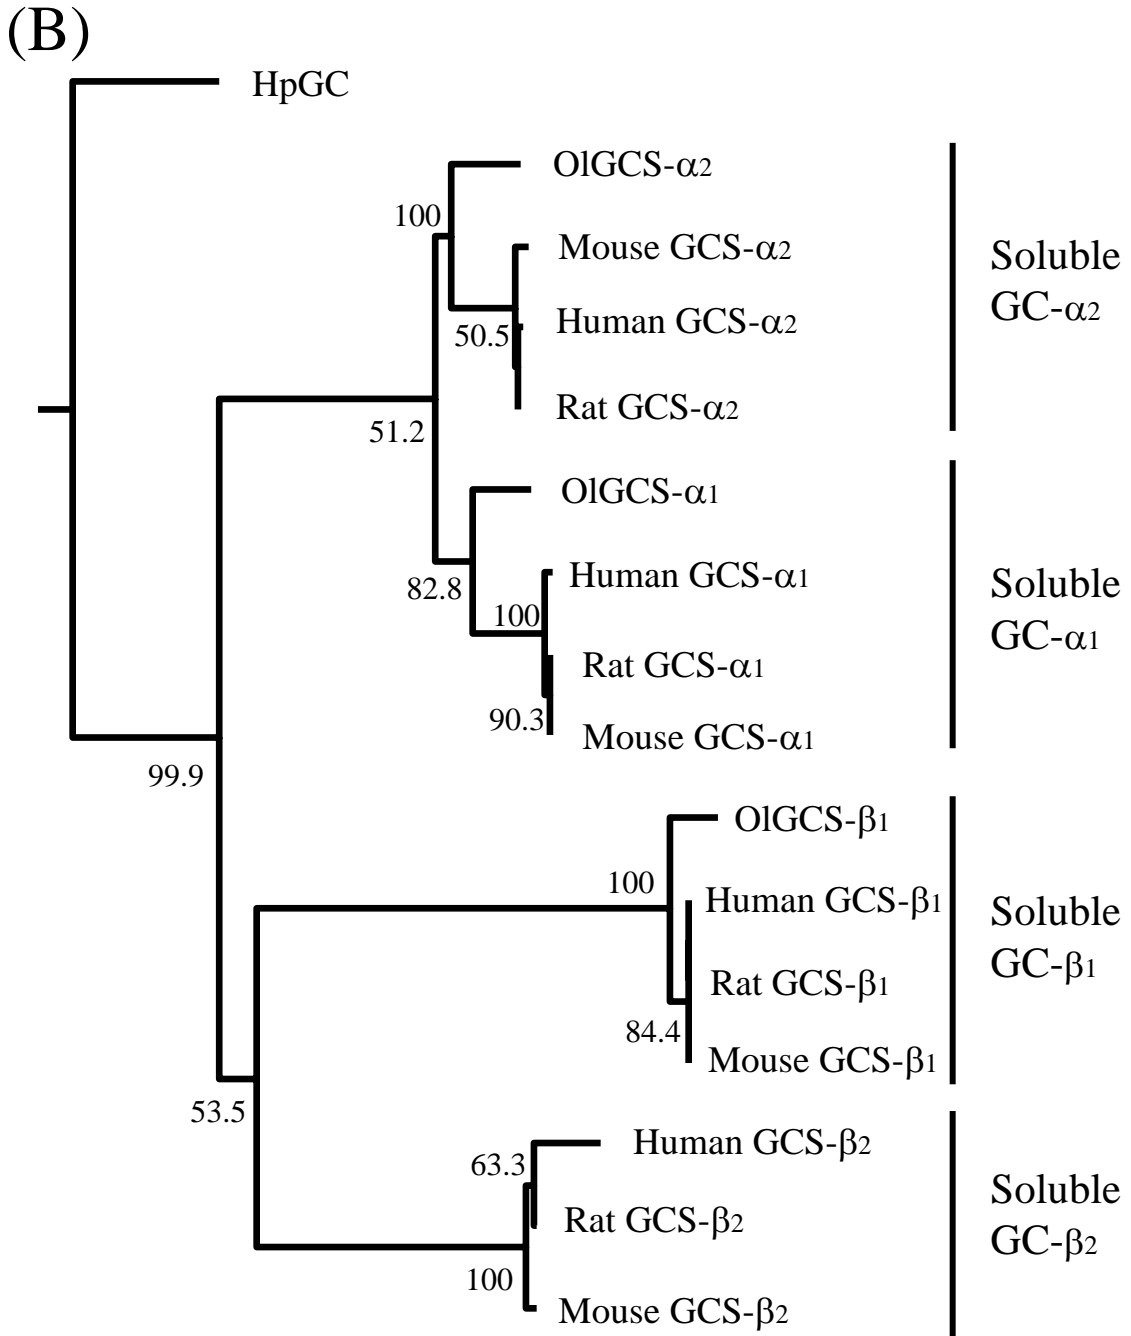 (B)
HpGC
OlGCS-α2
100
Mouse GCS-α2
Soluble
GC-α2
Human GCS-α2
50.5
Rat GCS-α2
51.2
OlGCS-α1
Human GCS-α1
Soluble
GC-α1
82.8
100
Rat GCS-α1
90.3
Mouse GCS-α1
99.9
OlGCS-β1
100
Human GCS-β1
Soluble
GC-β1
Rat GCS-β1
84.4
Mouse GCS-β1
53.5
Human GCS-β2
63.3
Soluble
GC-β2
Rat GCS-β2
100
Mouse GCS-β2